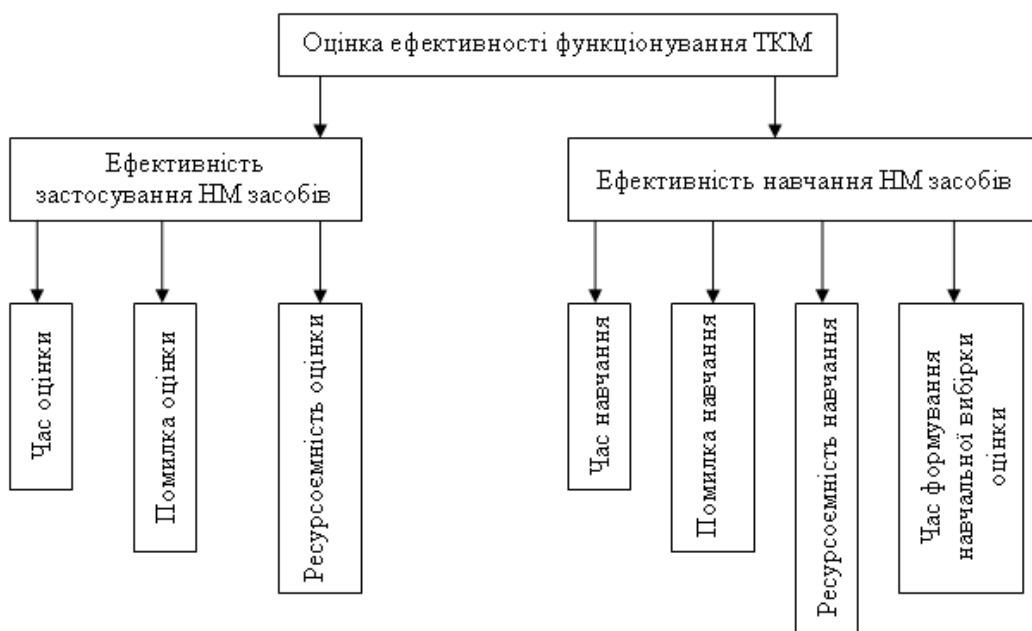 Оцінка ефективності функціонування ТКМ
Ефективність
застосування НМ засобів
Ефективність навчання НМ засобів
Час оцінки
Помилка оцінки
Ресурсоємність оцінки
Час навчання
Помилка навчання
Ресурсоємність навчання
Час формування
навчальної вибірки
оцінки